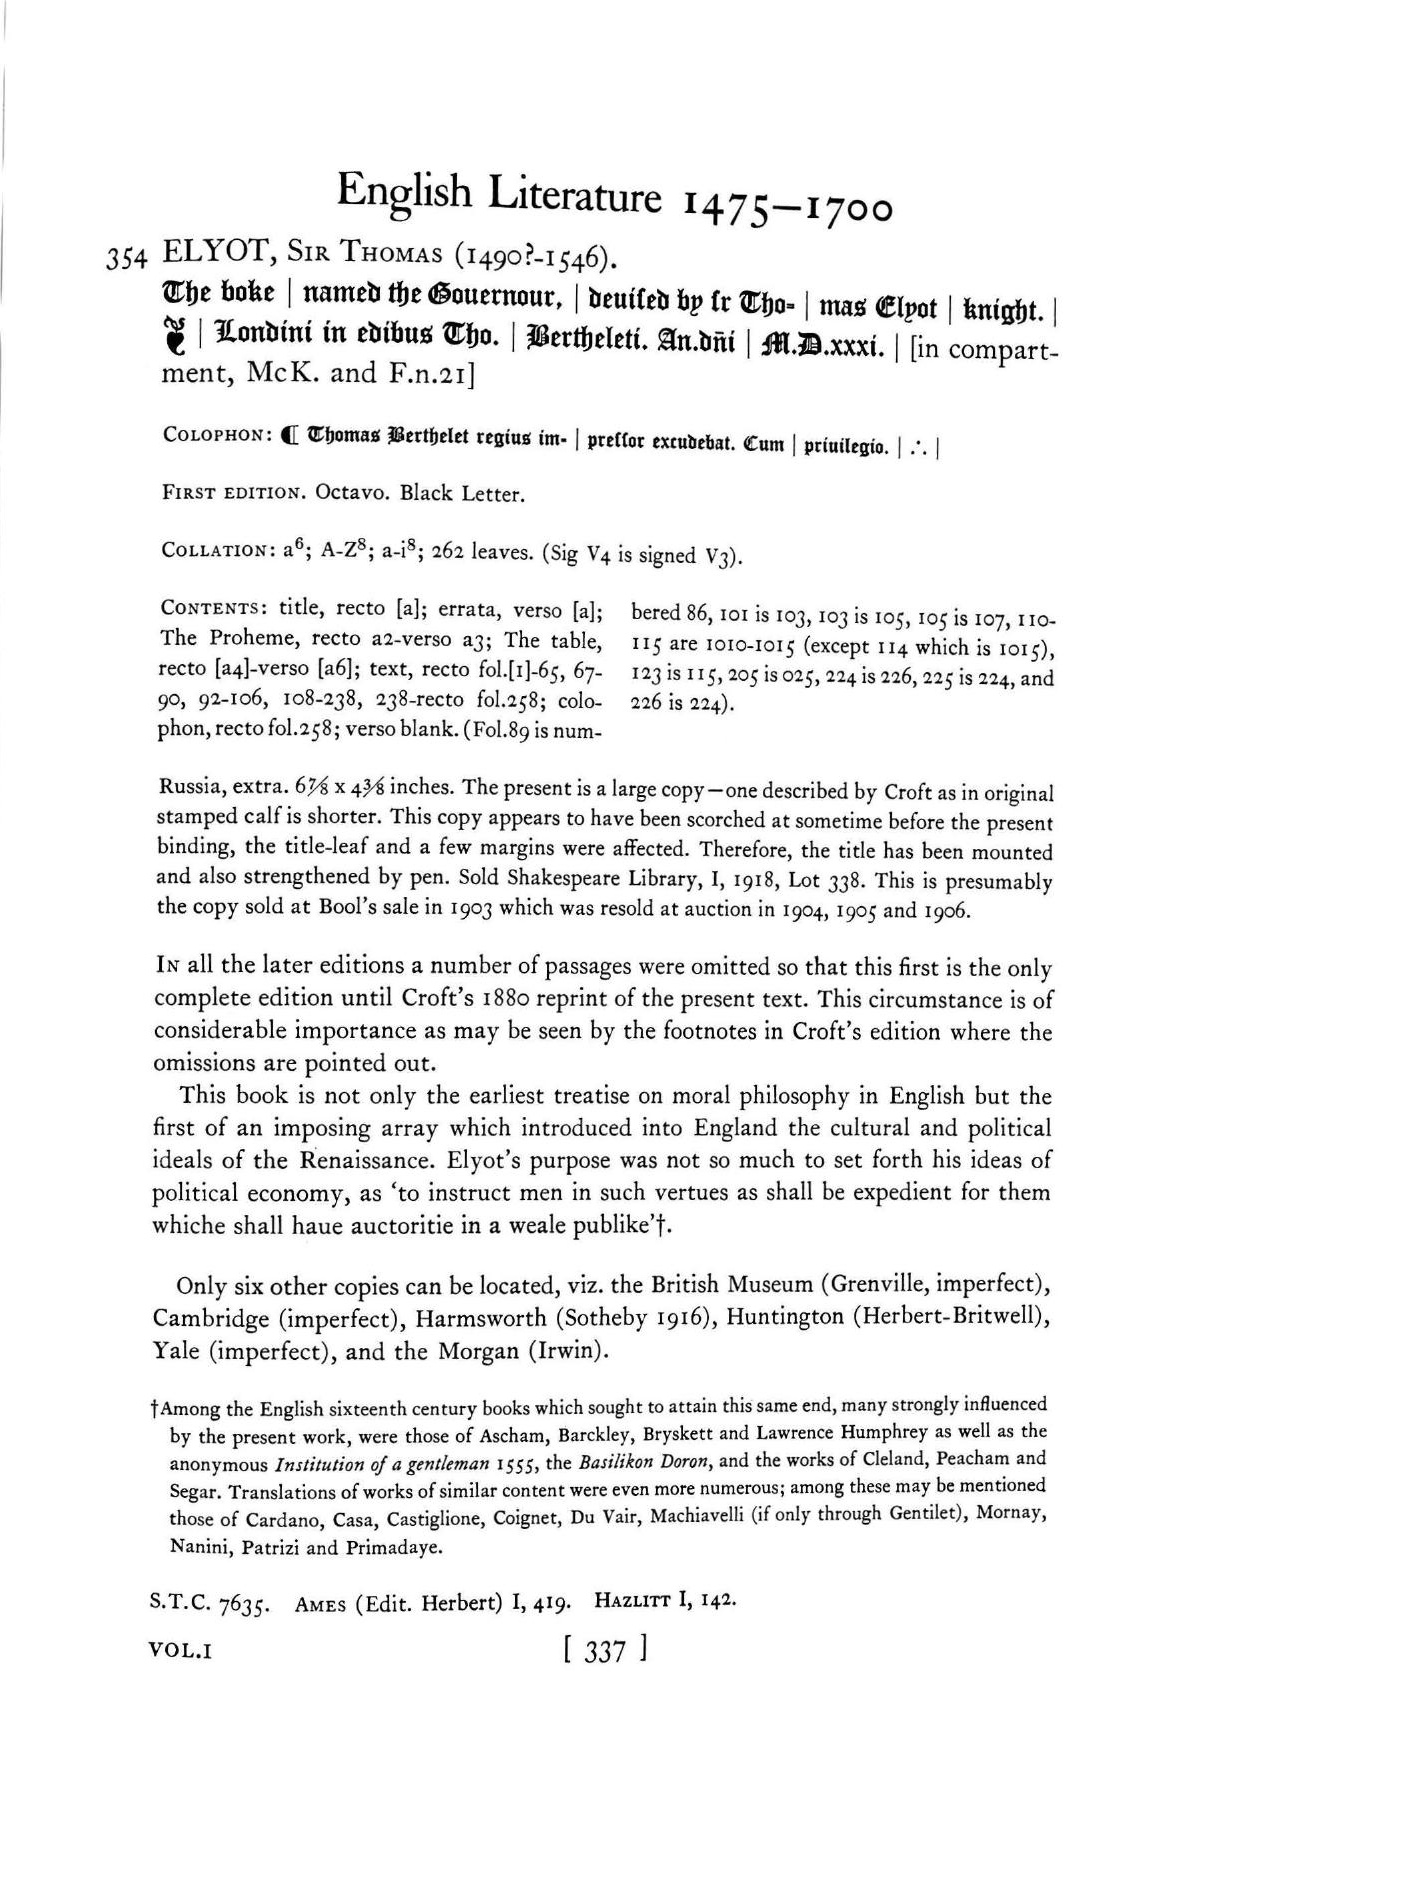 English Literature 1475—1700
354 ELYOT, SIR THOMAS (1490?-1546).
The boke | named the Gouernour, | deuiſed by ſr Tho= | mas Elyot | knight. |
❦ | Londini in edibus Tho. | Bertheleti. An.dñi | M.D.xxxi. | [in compart-
ment, McK. and F.n.21]
COLOPHON: ¶ Thomas Berthelet regius im- | preſſor excudebat. Cum | priuilegio. | ∴ |
FIRST EDITION. Octavo. Black Letter.
COLLATION: a⁶; A-Z⁸; a-i⁸; 262 leaves. (Sig V4 is signed V3).
CONTENTS: title, recto [a]; errata, verso [a];
The Proheme, recto a2-verso a3; The table,
recto [a4]-verso [a6]; text, recto fol.[1]-65, 67-
90, 92-106, 108-238, 238-recto fol.258; colo-
phon, recto fol.258; verso blank. (Fol.89 is num-
bered 86, 101 is 103, 103 is 105, 105 is 107, 110-
115 are 1010-1015 (except 114 which is 1015),
123 is 115, 205 is 025, 224 is 226, 225 is 224, and
226 is 224).
Russia, extra. 6⅞ x 4⅜ inches. The present is a large copy—one described by Croft as in original
stamped calf is shorter. This copy appears to have been scorched at sometime before the present
binding, the title-leaf and a few margins were affected. Therefore, the title has been mounted
and also strengthened by pen. Sold Shakespeare Library, I, 1918, Lot 338. This is presumably
the copy sold at Bool's sale in 1903 which was resold at auction in 1904, 1905 and 1906.
IN all the later editions a number of passages were omitted so that this first is the only
complete edition until Croft's 1880 reprint of the present text. This circumstance is of
considerable importance as may be seen by the footnotes in Croft's edition where the
omissions are pointed out.
This book is not only the earliest treatise on moral philosophy in English but the
first of an imposing array which introduced into England the cultural and political
ideals of the Renaissance. Elyot's purpose was not so much to set forth his ideas of
political economy, as 'to instruct men in such vertues as shall be expedient for them
whiche shall haue auctoritie in a weale publike'†.
Only six other copies can be located, viz. the British Museum (Grenville, imperfect),
Cambridge (imperfect), Harmsworth (Sotheby 1916), Huntington (Herbert-Britwell),
Yale (imperfect), and the Morgan (Irwin).
†Among the English sixteenth century books which sought to attain this same end, many strongly influenced
by the present work, were those of Ascham, Barckley, Bryskett and Lawrence Humphrey as well as the
anonymous Institution of a gentleman 1555, the Basilikon Doron, and the works of Cleland, Peacham and
Segar. Translations of works of similar content were even more numerous; among these may be mentioned
those of Cardano, Casa, Castiglione, Coignet, Du Vair, Machiavelli (if only through Gentilet), Mornay,
Nanini, Patrizi and Primadaye.
S.T.C. 7635. AMES (Edit. Herbert) I, 419. HAZLITT I, 142.
VOL.I [ 337 ]